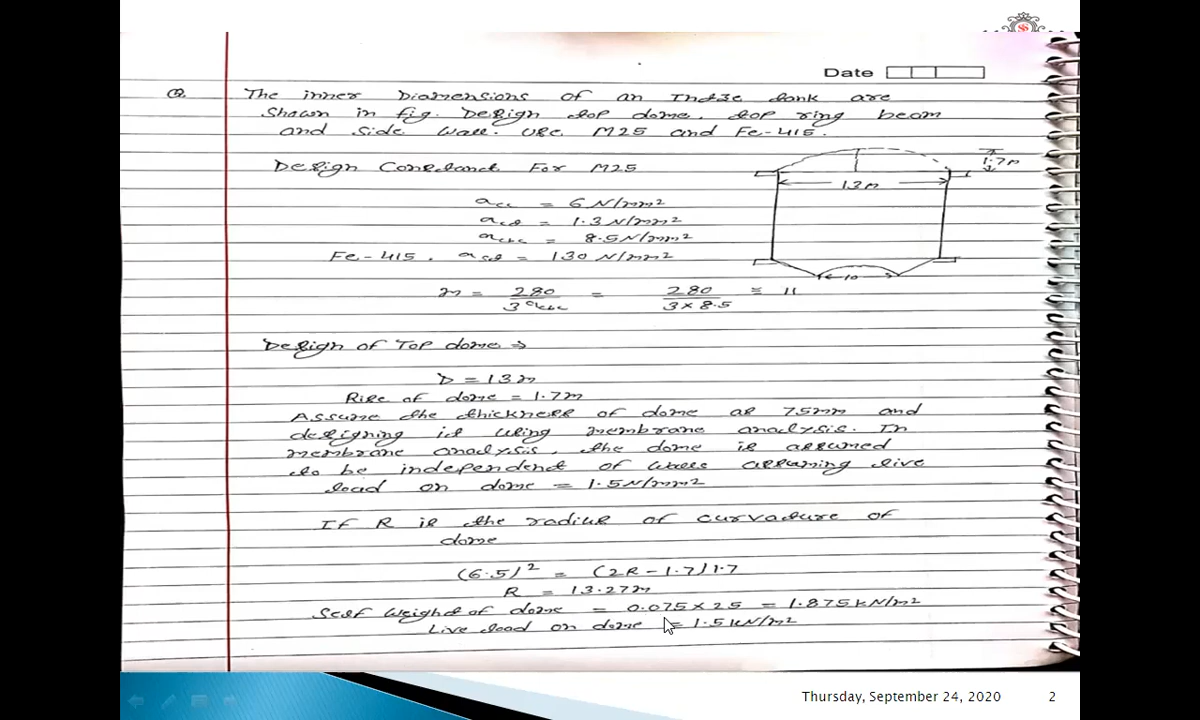 Date
Q. The inner Diamensions of an Intze tank are
Shown in fig. Design top dome, top ring beam
and side wall. Use M25 and Fe-415.
Design Constant For M25
1.7m
13m
σcc = 6 N/mm²
σct = 1.3 N/mm²
σcbc = 8.5 N/mm²
Fe-415. σst = 130 N/mm²
10
m = 280/3σcbc = 280/3×8.5 ≈ 11
Design of Top dome ⇒
D = 13m
Rise of dome = 1.7m
Assume the thickness of dome as 75mm and
designing it using membrane analysis. In
membrane analysis, the dome is assumed
to be independent of assuming live
load on dome = 1.5N/mm²
If R is the radius of curvature of
dome
(6.5)² = (2R-1.7)1.7
R = 13.27m
Self weight of dome = 0.075×25 = 1.875kN/m²
Live load on dome = 1.5kN/m²
Thursday, September 24, 2020 2